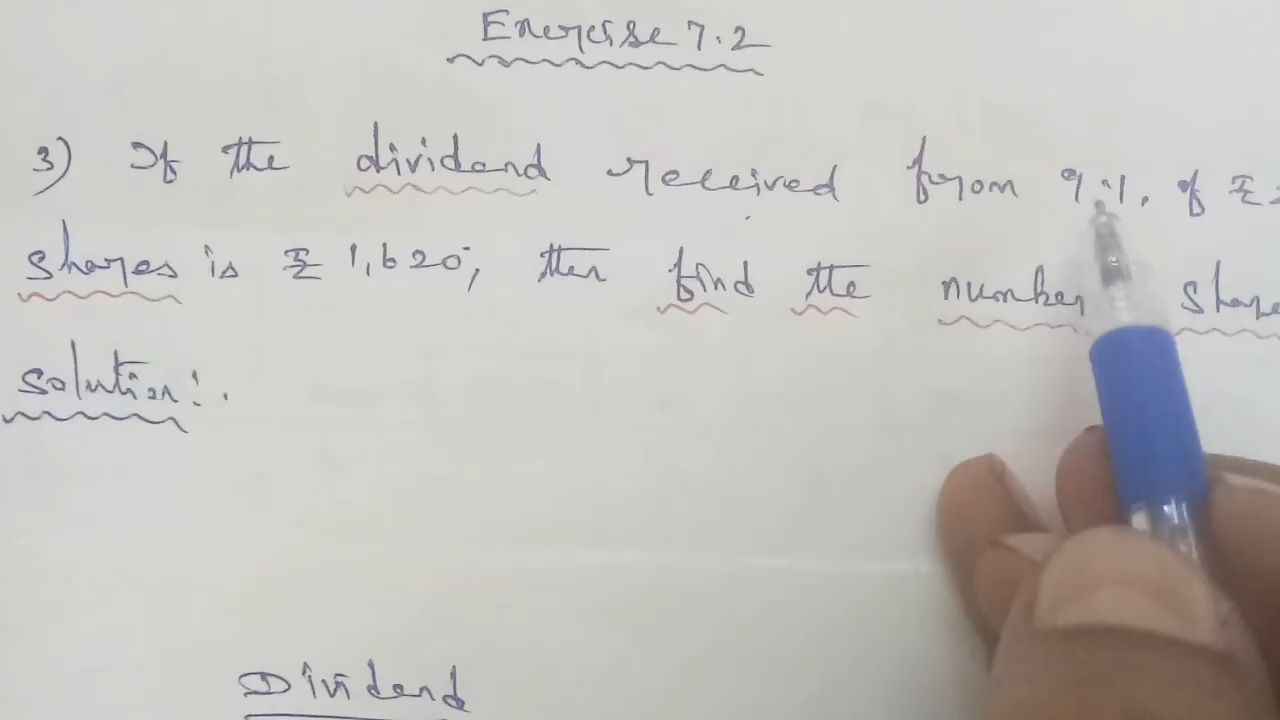 Exercise 7.2
3) If the dividend received from 9%. of ₹
shares is ₹ 1,620, then find the number share
solution:.
Dividend